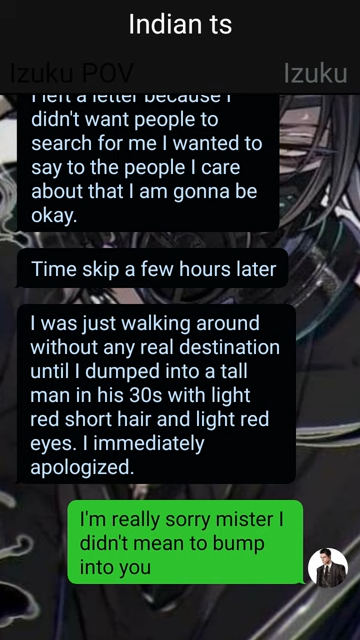 Indian ts
Izuku POV
Izuku
I left a letter because I
didn't want people to
search for me I wanted to
say to the people I care
about that I am gonna be
okay.
Time skip a few hours later
I was just walking around
without any real destination
until I dumped into a tall
man in his 30s with light
red short hair and light red
eyes. I immediately
apologized.
I'm really sorry mister I
didn't mean to bump
into you